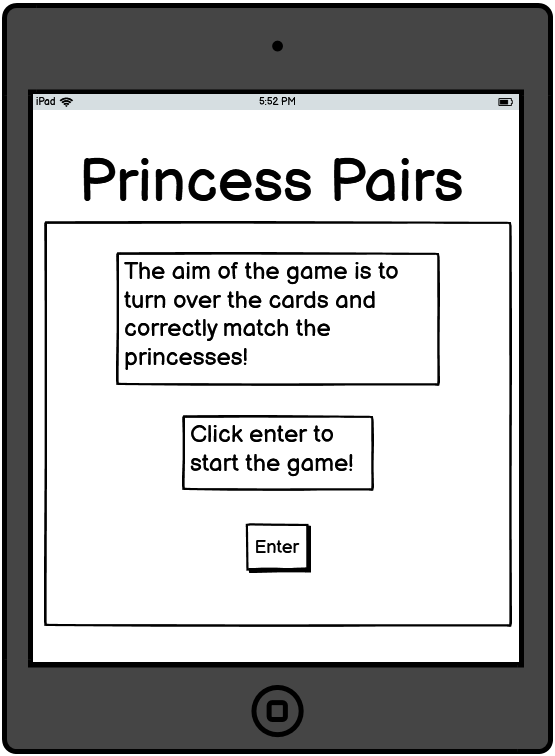 iPad 5:52 PM
Princess Pairs
The aim of the game is to
turn over the cards and
correctly match the
princesses!
Click enter to
start the game!
Enter